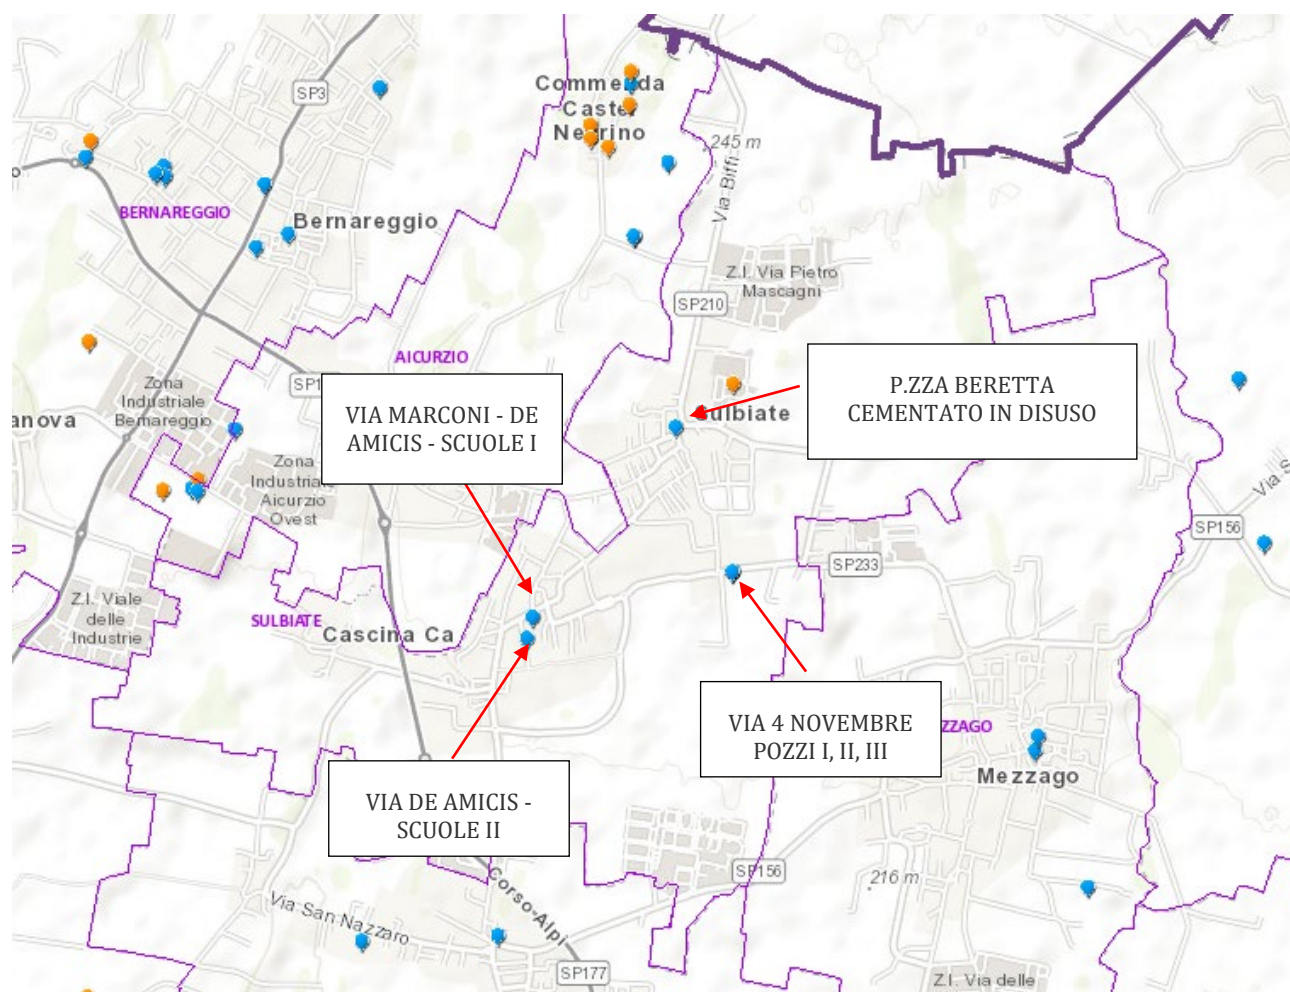 SP3
Commenda
Castel
Negrino
245 m
Via Biffi
BERNAREGGIO
Bernareggio
Z.I. Via Pietro
Mascagni
SP210
AICURZIO
Zona
Industriale
Bernareggio
anova
VIA MARCONI - DE
AMICIS - SCUOLE I
P.ZZA BERETTA
CEMENTATO IN DISUSO
Sulbiate
Zona
Industriale
Aicurzio
Ovest
Via S
SP156
SP233
Z.I. Viale
delle
Industrie
SULBIATE
Cascina Ca
VIA 4 NOVEMBRE
POZZI I, II, III
ZZAGO
Mezzago
VIA DE AMICIS -
SCUOLE II
SP156
216 m
Corso Alpi
Via San Nazzaro
SP177
Z.I. Via delle